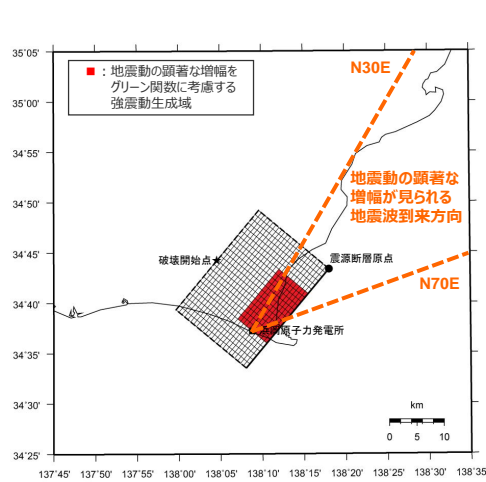 35°05'
N30E
■ : 地震動の顕著な増幅を
グリーン関数に考慮する
強震動生成域
35°00'
34°55'
地震動の顕著な
増幅が見られる
地震波到来方向
34°50'
34°45'
破壊開始点
震源断層原点
N70E
34°40'
原子力発電所
34°35'
34°30'
km
0 5 10
34°25'
137°45' 137°50' 137°55' 138°00' 138°05' 138°10' 138°15' 138°20' 138°25' 138°30' 138°35'